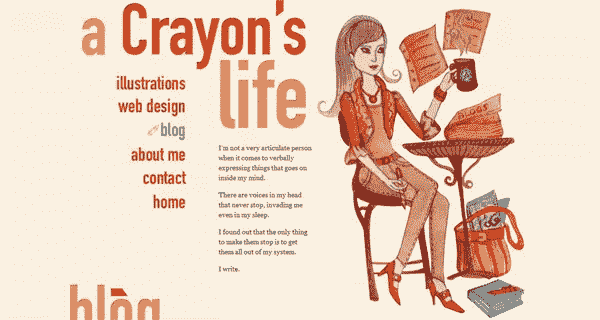 a Crayon's
life
illustrations
web design
blog
about me
contact
home
I'm not a very articulate person
when it comes to verbally
expressing things that goes on
inside my mind.
There are voices in my head
that never stop, invading me
even in my sleep.
I found out that the only thing
to make them stop is to get
them all out of my system.
I write.
BLOGS
blog